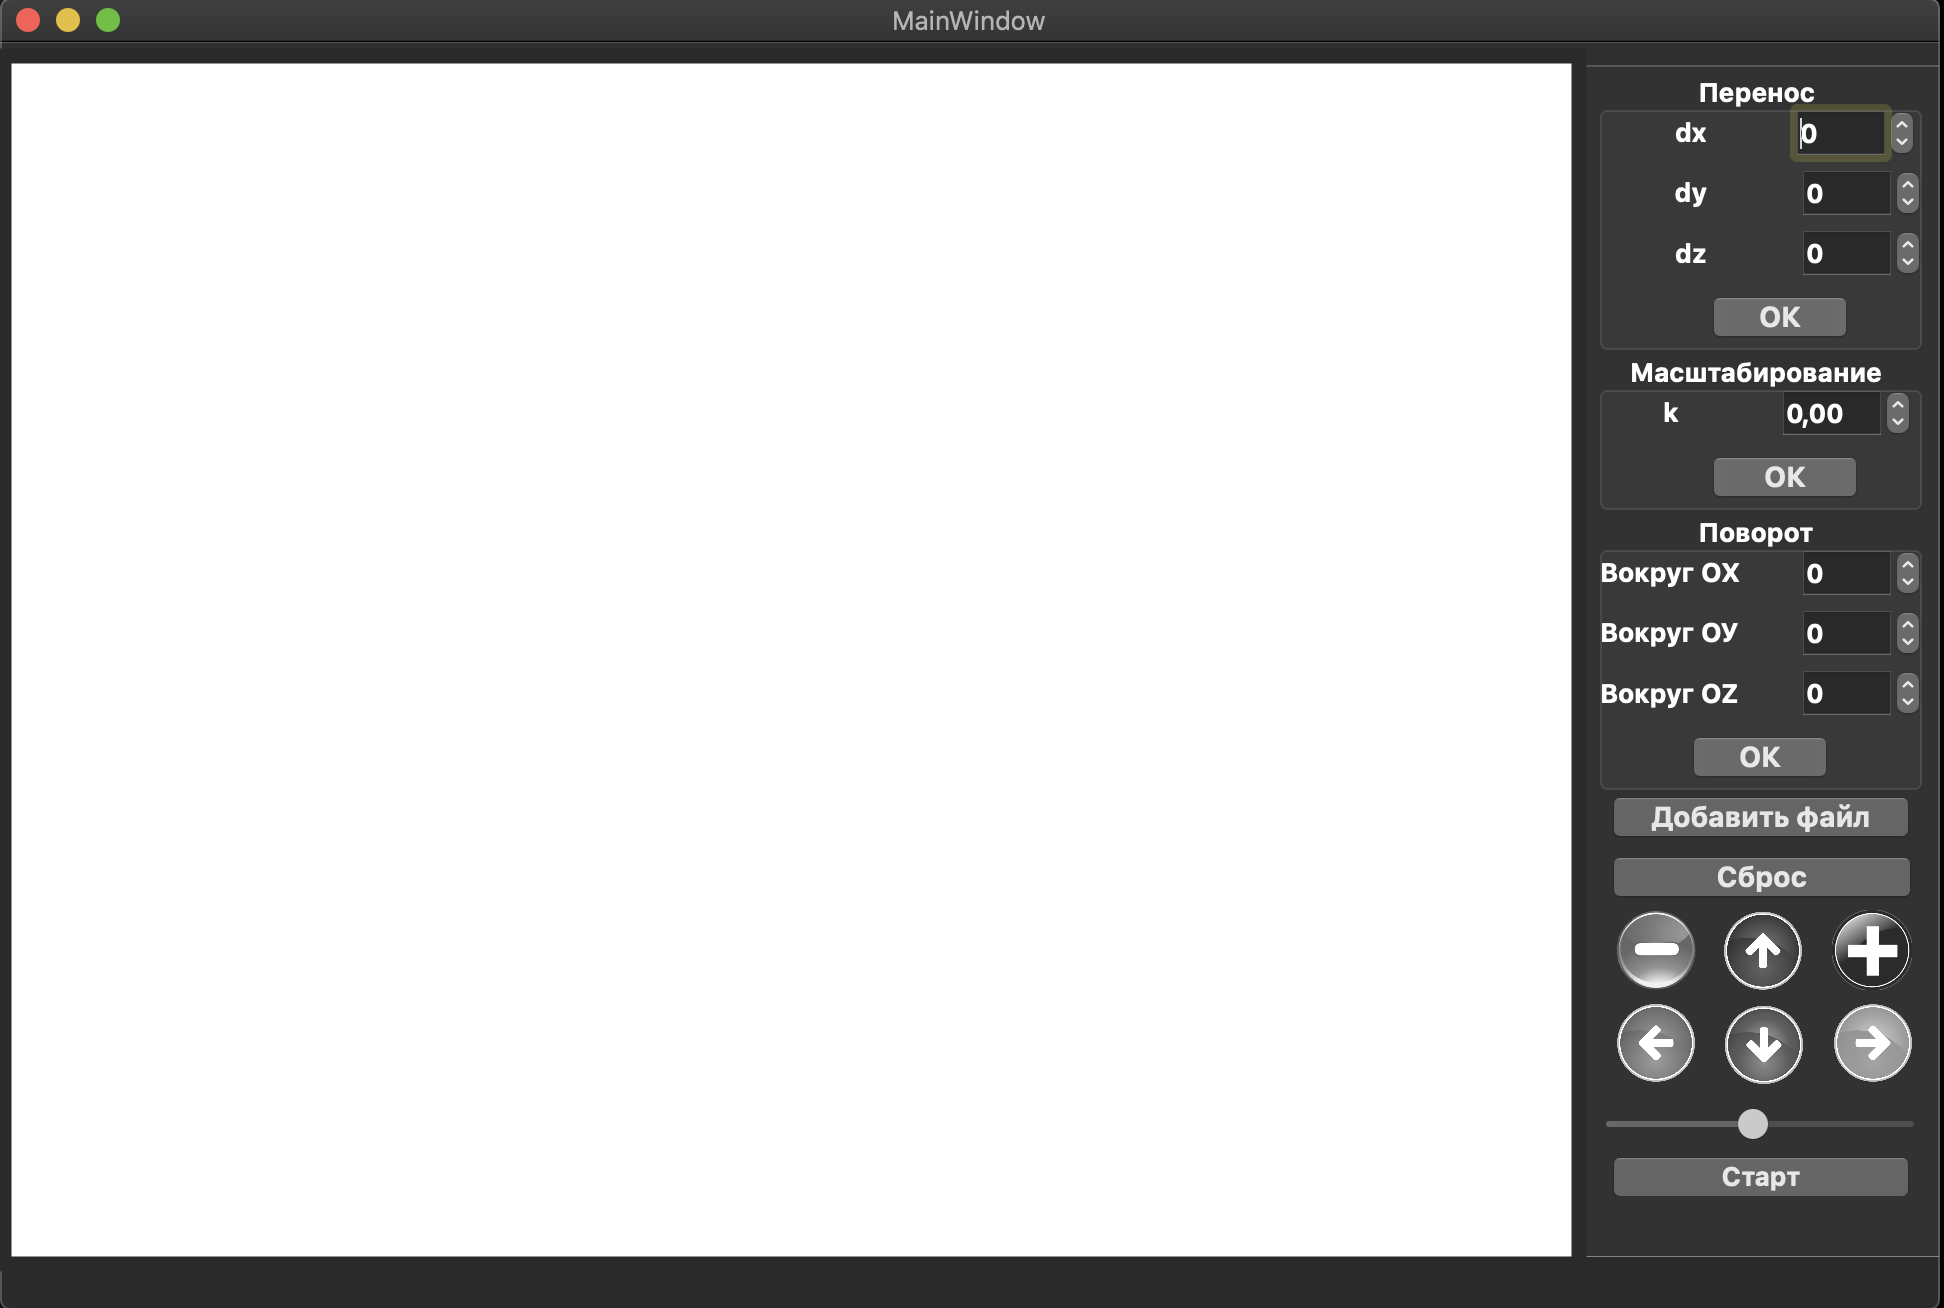 MainWindow
Перенос
dx 0
dy 0
dz 0
OK
Масштабирование
k 0,00
OK
Поворот
Вокруг OX 0
Вокруг ОУ 0
Вокруг OZ 0
OK
Добавить файл
Сброс
Старт